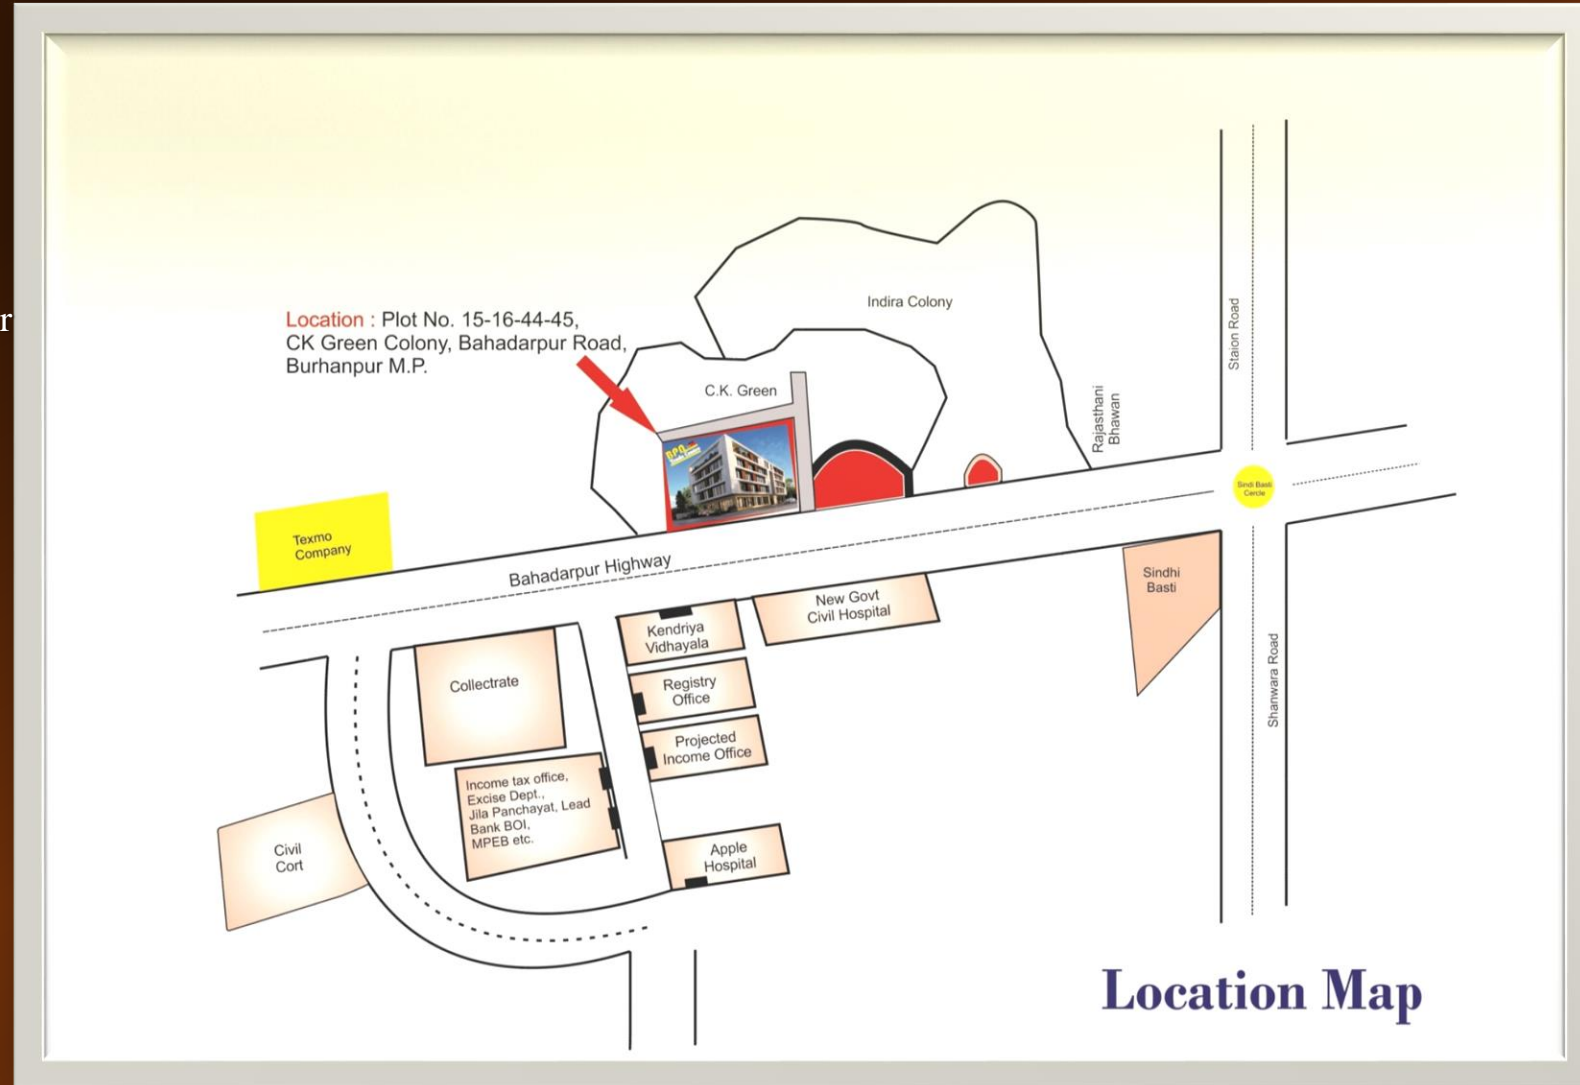 r
Location : Plot No. 15-16-44-45,
CK Green Colony, Bahadarpur Road,
Burhanpur M.P.
Indira Colony
C.K. Green
Staion Road
Rajasthani
Bhawan
Sindi Basti
Cercle
Texmo
Company
Bahadarpur Highway
New Govt
Civil Hospital
Kendriya
Vidhayala
Sindhi
Basti
Collectrate
Registry
Office
Shanwara Road
Projected
Income Office
Income tax office,
Excise Dept.,
Jila Panchayat, Lead
Bank BOI,
MPEB etc.
Civil
Cort
Apple
Hospital
Location Map